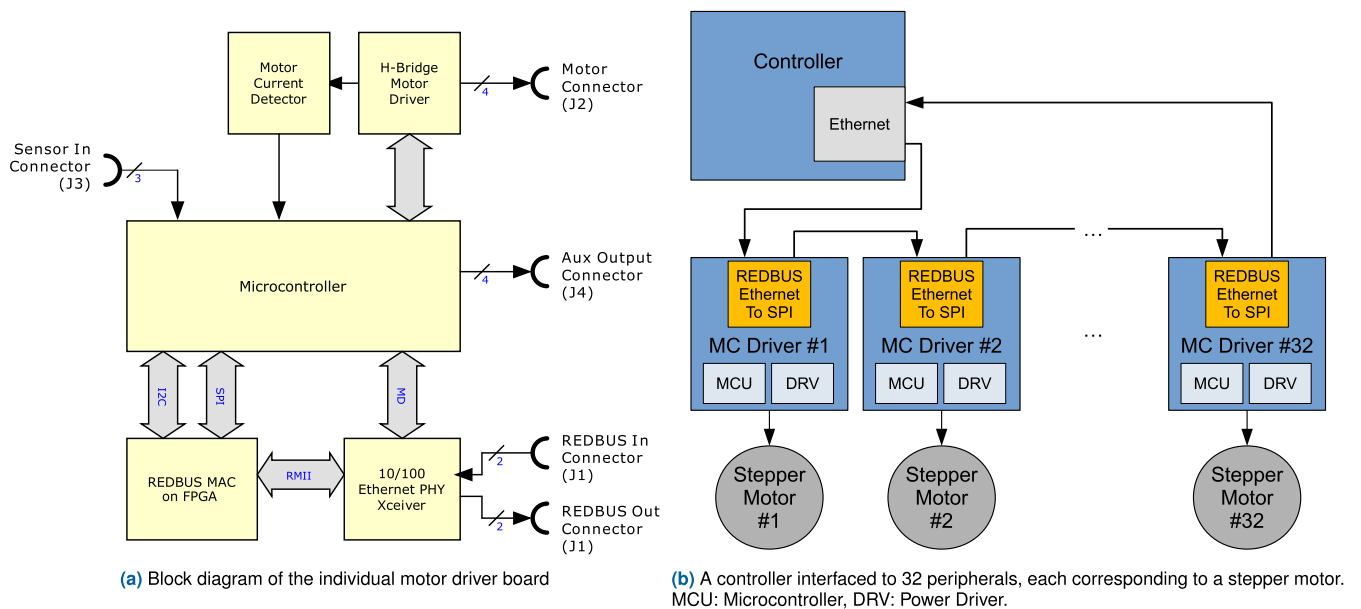 Motor
Current
Detector
H-Bridge
Motor
Driver
4
Motor
Connector
(J2)
Sensor In
Connector
(J3)
3
Microcontroller
4
Aux Output
Connector
(J4)
I2C
SPI
MD
REDBUS MAC
on FPGA
RMII
10/100
Ethernet PHY
Xceiver
2
REDBUS In
Connector
(J1)
2
REDBUS Out
Connector
(J1)
(a) Block diagram of the individual motor driver board
Controller
Ethernet
...
REDBUS
Ethernet
To SPI
MC Driver #1
MCU
DRV
REDBUS
Ethernet
To SPI
MC Driver #2
MCU
DRV
...
REDBUS
Ethernet
To SPI
MC Driver #32
MCU
DRV
Stepper
Motor
#1
Stepper
Motor
#2
Stepper
Motor
#32
(b) A controller interfaced to 32 peripherals, each corresponding to a stepper motor.
MCU: Microcontroller, DRV: Power Driver.